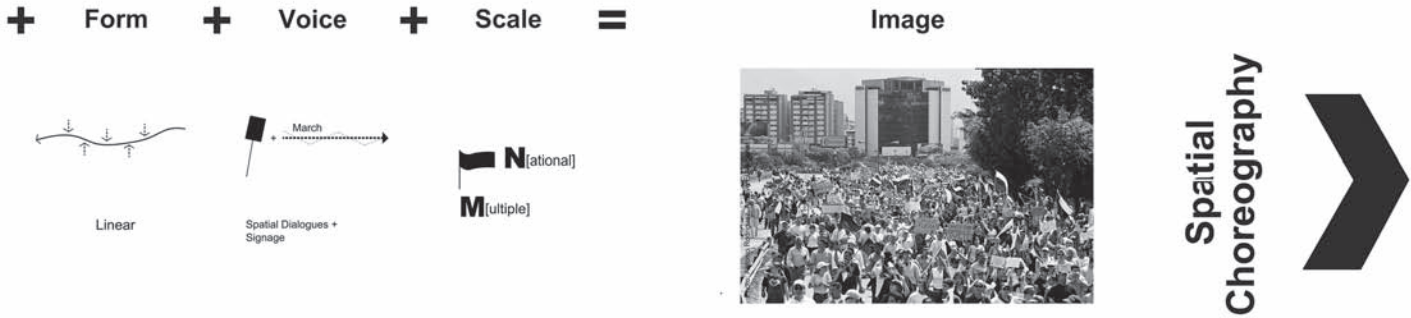 + Form + Voice + Scale = Image
March
+
N[ational]
M[ultiple]
Linear
Spatial Dialogues +
Signage
Spatial
Choreography